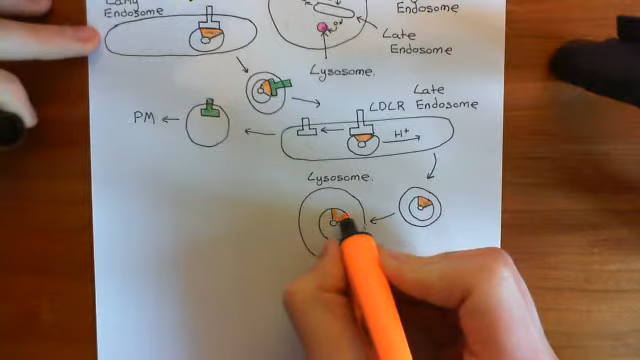 Endosome
Endosome
Late
Endosome
Lysosome.
Late
LDLR Endosome
PM
H+
Lysosome.